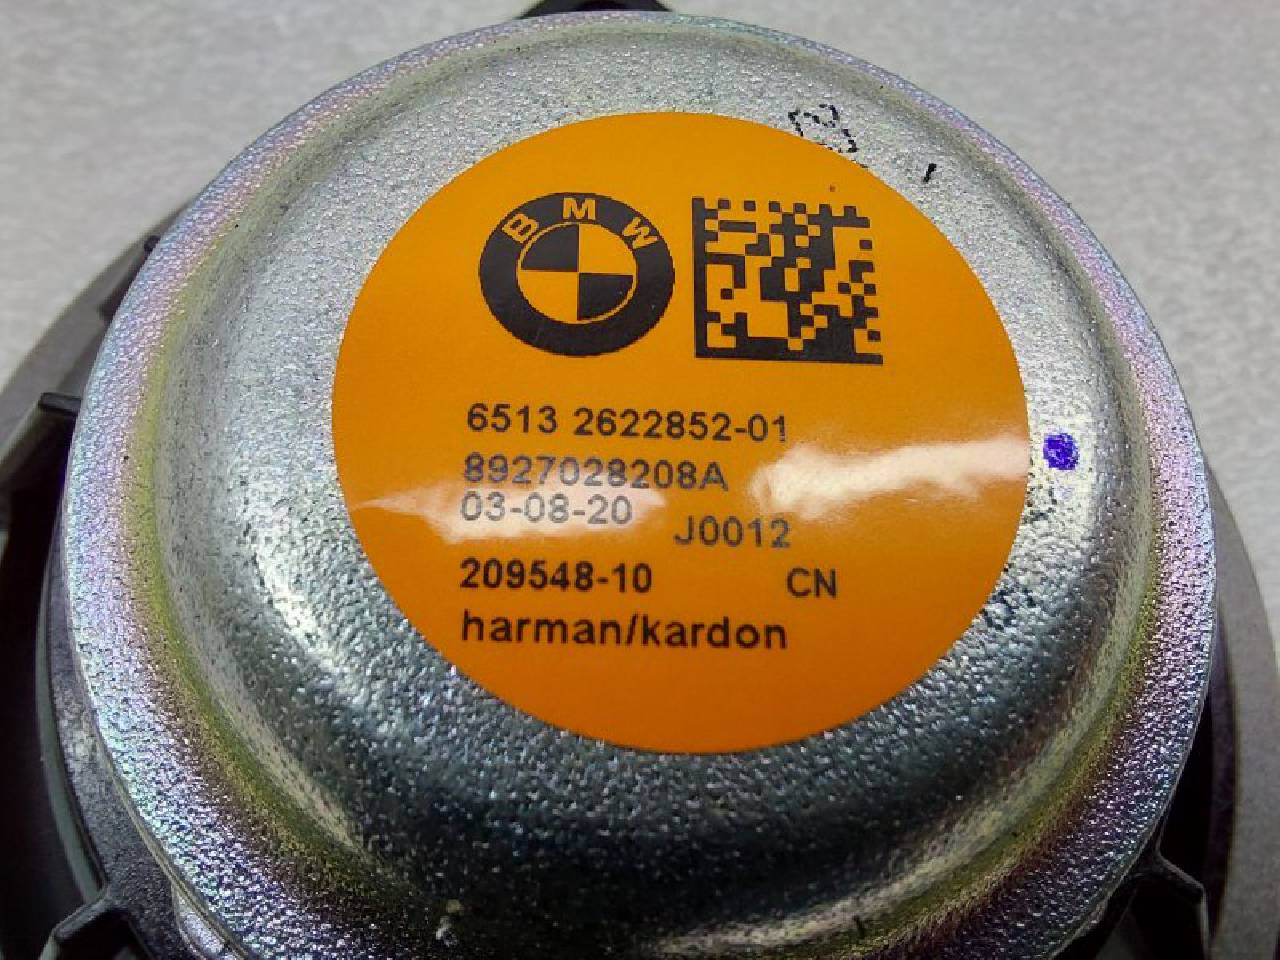 BMW
6513 2622852-01
8927028208A
03-08-20 J0012
209548-10 CN
harman/kardon